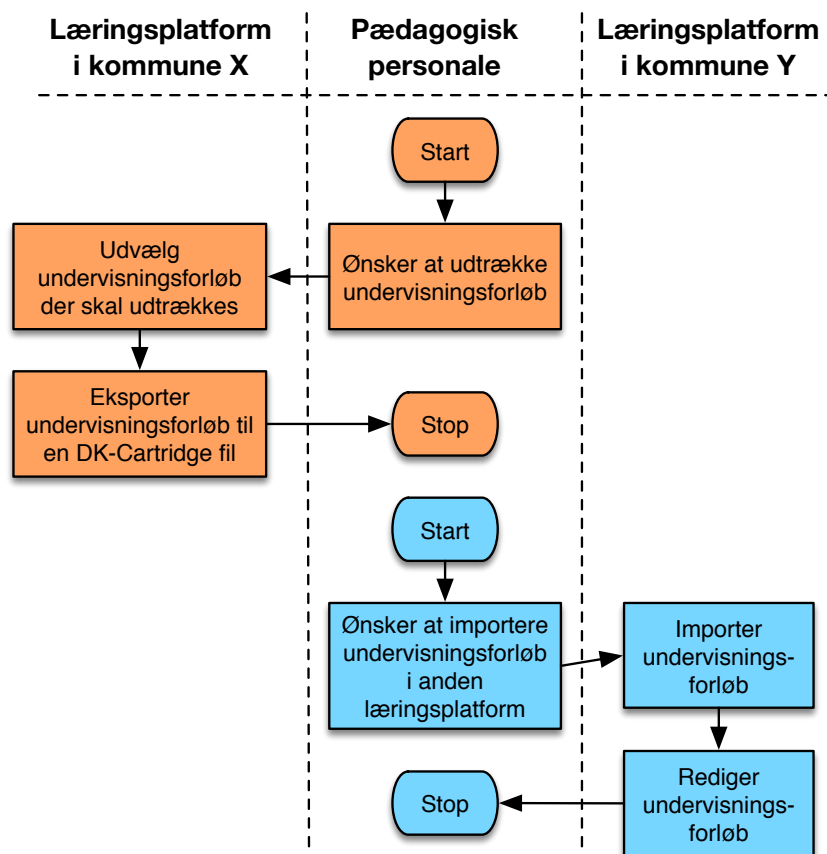 Læringsplatform
i kommune X
Pædagogisk
personale
Læringsplatform
i kommune Y
Start
Udvælg
undervisningsforløb
der skal udtrækkes
Ønsker at udtrække
undervisningsforløb
Eksporter
undervisningsforløb til
en DK-Cartridge fil
Stop
Start
Ønsker at importere
undervisningsforløb
i anden
læringsplatform
Importer
undervisnings-
forløb
Stop
Rediger
undervisnings-
forløb